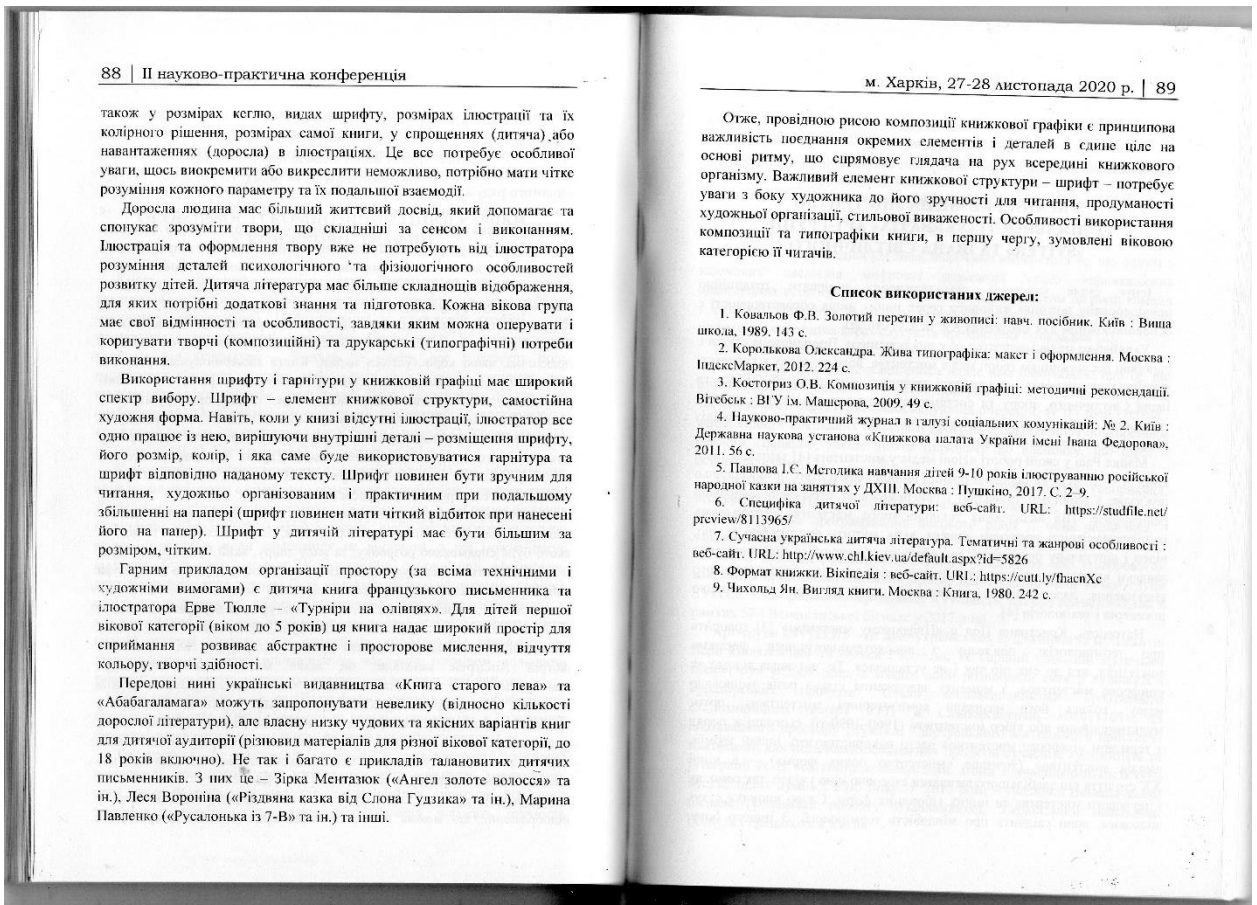 88 | ІІ науково-практична конференція
також у розмірах кеглю, видах шрифту, розмірах ілюстрації та їх
колірного рішення, розмірах самої книги, у спрощеннях (дитяча) або
навантаженнях (доросла) в ілюстраціях. Це все потребує особливої
уваги, щось виокремити або викреслити неможливо, потрібно мати чітке
розуміння кожного параметру та їх подальшої взаємодії.
Доросла людина має більший життєвий досвід, який допомагає та
спонукає зрозуміти твори, що складніші за сенсом і виконанням.
Ілюстрація та оформлення твору вже не потребують від ілюстратора
розуміння деталей психологічного та фізіологічного особливостей
розвитку дітей. Дитяча література має більше складнощів відображення,
для яких потрібні додаткові знання та підготовка. Кожна вікова група
має свої відмінності та особливості, завдяки яким можна оперувати і
коригувати творчі (композиційні) та друкарські (типографічні) потреби
виконання.
Використання шрифту і гарнітури у книжковій графіці має широкий
спектр вибору. Шрифт – елемент книжкової структури, самостійна
художня форма. Навіть, коли у книзі відсутні ілюстрації, ілюстратор все
одно працює із нею, вирішуючи внутрішні деталі – розміщення шрифту,
його розмір, колір, і яка саме буде використовуватися гарнітура та
шрифт відповідно наданому тексту. Шрифт повинен бути зручним для
читання, художньо організованим і практичним при подальшому
збільшенні на папері (шрифт повинен мати чіткий відбиток при нанесені
його на папер). Шрифт у дитячій літературі має бути більшим за
розміром, чітким.
Гарним прикладом організації простору (за всіма технічними і
художніми вимогами) є дитяча книга французького письменника та
ілюстратора Ерве Тюлле – «Турніри на олівцях». Для дітей першої
вікової категорії (віком до 5 років) ця книга надає широкий простір для
сприймання – розвиває абстрактне і просторове мислення, відчуття
кольору, творчі здібності.
Передові нині українські видавництва «Книга старого лева» та
«Абабагаламага» можуть запропонувати невелику (відносно кількості
дорослої літератури), але власну низку чудових та якісних варіантів книг
для дитячої аудиторії (різновид матеріалів для різної вікової категорії, до
18 років включно). Не так і багато є прикладів талановитих дитячих
письменників. З них це – Зірка Ментазюк («Ангел золоте волосся» та
ін.), Леся Вороніна («Різдвяна казка від Слона Гудзика» та ін.), Марина
Павленко («Русалонька із 7-В» та ін.) та інші.
м. Харків, 27-28 листопада 2020 р. | 89
Отже, провідною рисою композиції книжкової графіки є принципова
важливість поєднання окремих елементів і деталей в єдине ціле на
основі ритму, що спрямовує глядача на рух всередині книжкового
організму. Важливий елемент книжкової структури – шрифт – потребує
уваги з боку художника до його зручності для читання, продуманості
художньої організації, стильової виваженості. Особливості використання
композиції та типографіки книги, в першу чергу, зумовлені віковою
категорією її читачів.
Список використаних джерел:
1. Ковальов Ф.В. Золотий перетин у живописі: навч. посібник. Київ : Вища
школа, 1989. 143 с.
2. Королькова Олександра. Жива типографіка: макет і оформлення. Москва :
ІндексМаркет, 2012. 224 с.
3. Костогриз О.В. Композиція у книжковій графіці: методичні рекомендації.
Вітебськ : ВГУ ім. Машерова, 2009. 49 с.
4. Науково-практичний журнал в галузі соціальних комунікацій: № 2. Київ :
Державна наукова установа «Книжкова палата України імені Івана Федорова»,
2011. 56 с.
5. Павлова І.Є. Методика навчання дітей 9-10 років ілюструванню російської
народної казки на заняттях у ДХШ. Москва : Пушкіно, 2017. С. 2–9.
6. Специфіка дитячої літератури: веб-сайт. URL: https://studfile.net/
preview/8113965/
7. Сучасна українська дитяча література. Тематичні та жанрові особливості :
веб-сайт. URL: http://www.chl.kiev.ua/default.aspx?id=5826
8. Формат книжки. Вікіпедія : веб-сайт. URL: https://cutt.ly/fhacnXc
9. Чихольд Ян. Вигляд книги. Москва : Книга, 1980. 242 с.